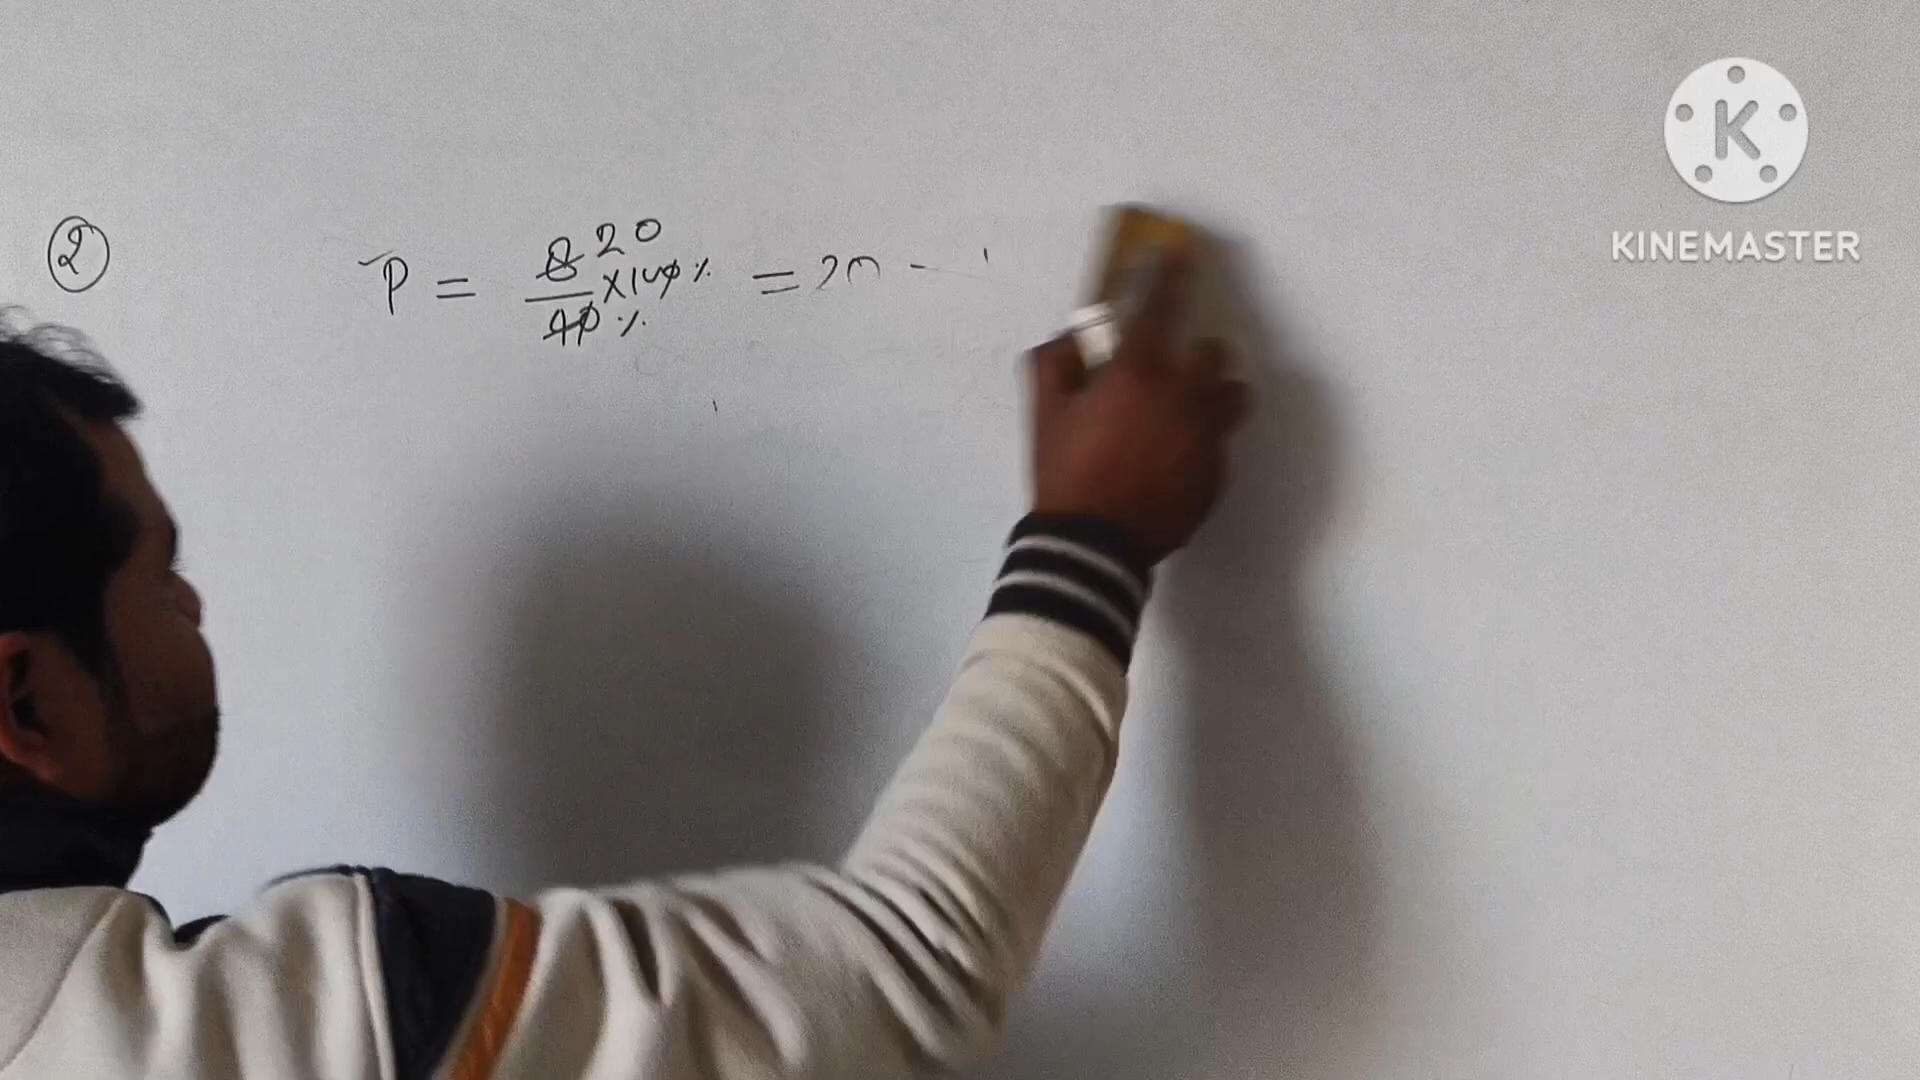 K
KINEMASTER
② P = 8 20 / 40% × 100% = 20 -